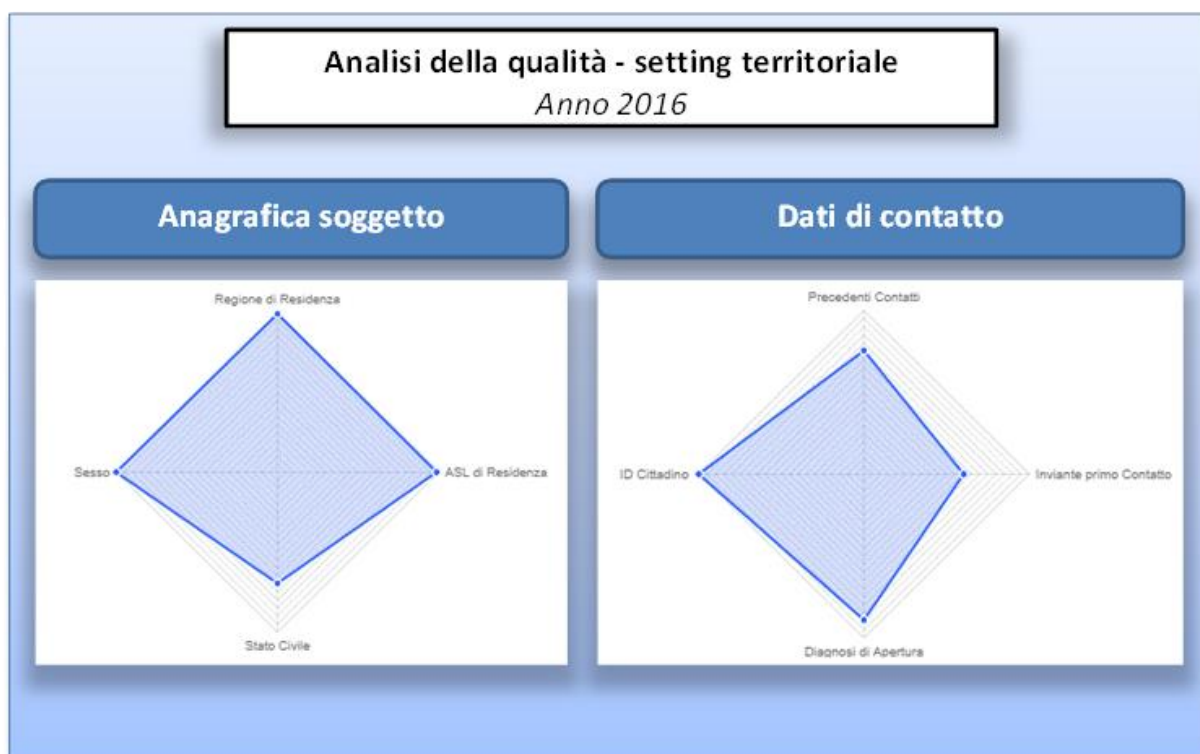 Analisi della qualità - setting territoriale
Anno 2016
Anagrafica soggetto
Dati di contatto
Regione di Residenza
Sesso
ASL di Residenza
Stato Civile
Precedenti Contatti
ID Cittadino
Inviante primo Contatto
Diagnosi di Apertura